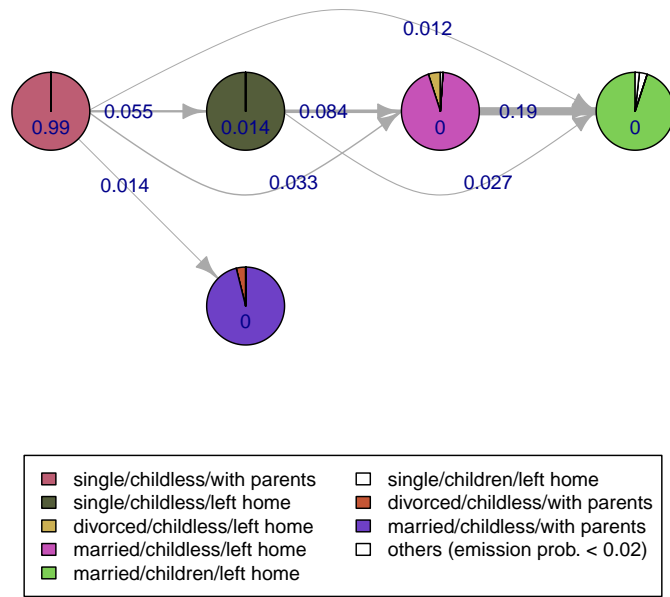 0.012
0.99 0.055 0.014 0.084 0 0.19 0
0.014 0.033 0.027
0
single/childless/with parents single/children/left home
single/childless/left home divorced/childless/with parents
divorced/childless/left home married/childless/with parents
married/childless/left home others (emission prob. < 0.02)
married/children/left home